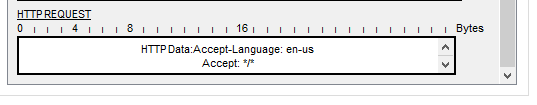 HTTP REQUEST
0 4 8 16 Bytes
HTTP Data:Accept-Language: en-us
Accept: */*